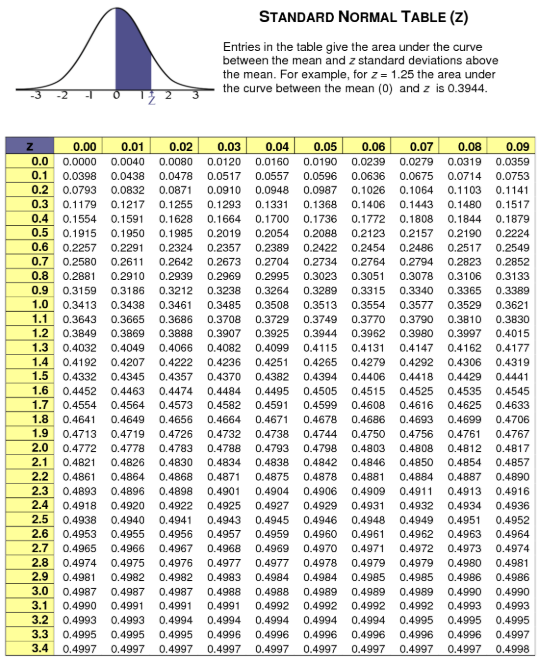 STANDARD NORMAL TABLE (Z)
Entries in the table give the area under the curve
between the mean and z standard deviations above
the mean. For example, for z = 1.25 the area under
the curve between the mean (0) and z is 0.3944.
-3 -2 -1 0 1 2 3
Z
z 0.00 0.01 0.02 0.03 0.04 0.05 0.06 0.07 0.08 0.09
0.0 0.0000 0.0040 0.0080 0.0120 0.0160 0.0190 0.0239 0.0279 0.0319 0.0359
0.1 0.0398 0.0438 0.0478 0.0517 0.0557 0.0596 0.0636 0.0675 0.0714 0.0753
0.2 0.0793 0.0832 0.0871 0.0910 0.0948 0.0987 0.1026 0.1064 0.1103 0.1141
0.3 0.1179 0.1217 0.1255 0.1293 0.1331 0.1368 0.1406 0.1443 0.1480 0.1517
0.4 0.1554 0.1591 0.1628 0.1664 0.1700 0.1736 0.1772 0.1808 0.1844 0.1879
0.5 0.1915 0.1950 0.1985 0.2019 0.2054 0.2088 0.2123 0.2157 0.2190 0.2224
0.6 0.2257 0.2291 0.2324 0.2357 0.2389 0.2422 0.2454 0.2486 0.2517 0.2549
0.7 0.2580 0.2611 0.2642 0.2673 0.2704 0.2734 0.2764 0.2794 0.2823 0.2852
0.8 0.2881 0.2910 0.2939 0.2969 0.2995 0.3023 0.3051 0.3078 0.3106 0.3133
0.9 0.3159 0.3186 0.3212 0.3238 0.3264 0.3289 0.3315 0.3340 0.3365 0.3389
1.0 0.3413 0.3438 0.3461 0.3485 0.3508 0.3513 0.3554 0.3577 0.3529 0.3621
1.1 0.3643 0.3665 0.3686 0.3708 0.3729 0.3749 0.3770 0.3790 0.3810 0.3830
1.2 0.3849 0.3869 0.3888 0.3907 0.3925 0.3944 0.3962 0.3980 0.3997 0.4015
1.3 0.4032 0.4049 0.4066 0.4082 0.4099 0.4115 0.4131 0.4147 0.4162 0.4177
1.4 0.4192 0.4207 0.4222 0.4236 0.4251 0.4265 0.4279 0.4292 0.4306 0.4319
1.5 0.4332 0.4345 0.4357 0.4370 0.4382 0.4394 0.4406 0.4418 0.4429 0.4441
1.6 0.4452 0.4463 0.4474 0.4484 0.4495 0.4505 0.4515 0.4525 0.4535 0.4545
1.7 0.4554 0.4564 0.4573 0.4582 0.4591 0.4599 0.4608 0.4616 0.4625 0.4633
1.8 0.4641 0.4649 0.4656 0.4664 0.4671 0.4678 0.4686 0.4693 0.4699 0.4706
1.9 0.4713 0.4719 0.4726 0.4732 0.4738 0.4744 0.4750 0.4756 0.4761 0.4767
2.0 0.4772 0.4778 0.4783 0.4788 0.4793 0.4798 0.4803 0.4808 0.4812 0.4817
2.1 0.4821 0.4826 0.4830 0.4834 0.4838 0.4842 0.4846 0.4850 0.4854 0.4857
2.2 0.4861 0.4864 0.4868 0.4871 0.4875 0.4878 0.4881 0.4884 0.4887 0.4890
2.3 0.4893 0.4896 0.4898 0.4901 0.4904 0.4906 0.4909 0.4911 0.4913 0.4916
2.4 0.4918 0.4920 0.4922 0.4925 0.4927 0.4929 0.4931 0.4932 0.4934 0.4936
2.5 0.4938 0.4940 0.4941 0.4943 0.4945 0.4946 0.4948 0.4949 0.4951 0.4952
2.6 0.4953 0.4955 0.4956 0.4957 0.4959 0.4960 0.4961 0.4962 0.4963 0.4964
2.7 0.4965 0.4966 0.4967 0.4968 0.4969 0.4970 0.4971 0.4972 0.4973 0.4974
2.8 0.4974 0.4975 0.4976 0.4977 0.4977 0.4978 0.4979 0.4979 0.4980 0.4981
2.9 0.4981 0.4982 0.4982 0.4983 0.4984 0.4984 0.4985 0.4985 0.4986 0.4986
3.0 0.4987 0.4987 0.4987 0.4988 0.4988 0.4989 0.4989 0.4989 0.4990 0.4990
3.1 0.4990 0.4991 0.4991 0.4991 0.4992 0.4992 0.4992 0.4992 0.4993 0.4993
3.2 0.4993 0.4993 0.4994 0.4994 0.4994 0.4994 0.4994 0.4995 0.4995 0.4995
3.3 0.4995 0.4995 0.4995 0.4996 0.4996 0.4996 0.4996 0.4996 0.4996 0.4997
3.4 0.4997 0.4997 0.4997 0.4997 0.4997 0.4997 0.4997 0.4997 0.4997 0.4998